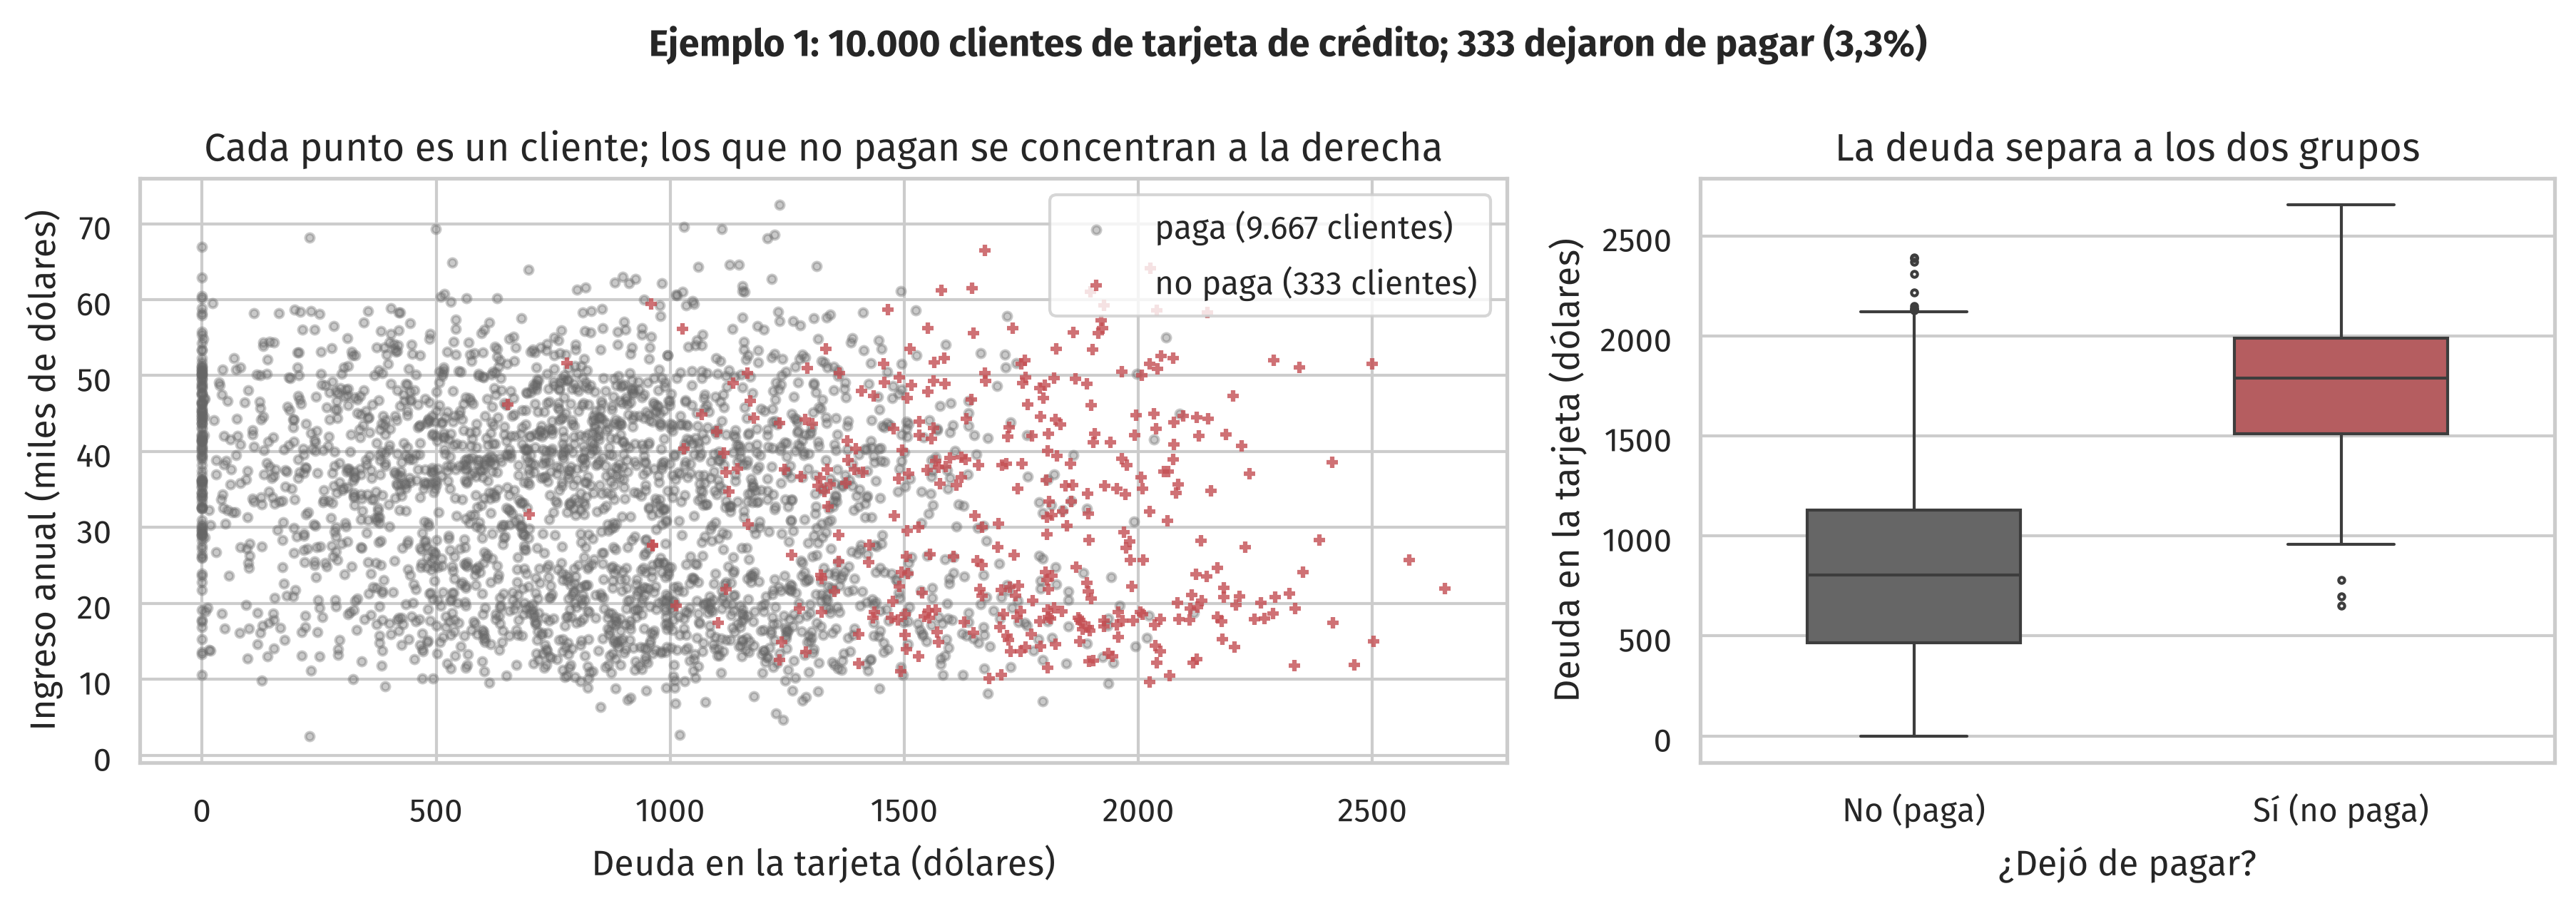 Ejemplo 1: 10.000 clientes de tarjeta de crédito; 333 dejaron de pagar (3,3%)
Cada punto es un cliente; los que no pagan se concentran a la derecha
Ingreso anual (miles de dólares)
70
60
50
40
30
20
10
0
paga (9.667 clientes)
no paga (333 clientes)
0 500 1000 1500 2000 2500
Deuda en la tarjeta (dólares)
La deuda separa a los dos grupos
Deuda en la tarjeta (dólares)
2500
2000
1500
1000
500
0
No (paga) Sí (no paga)
¿Dejó de pagar?